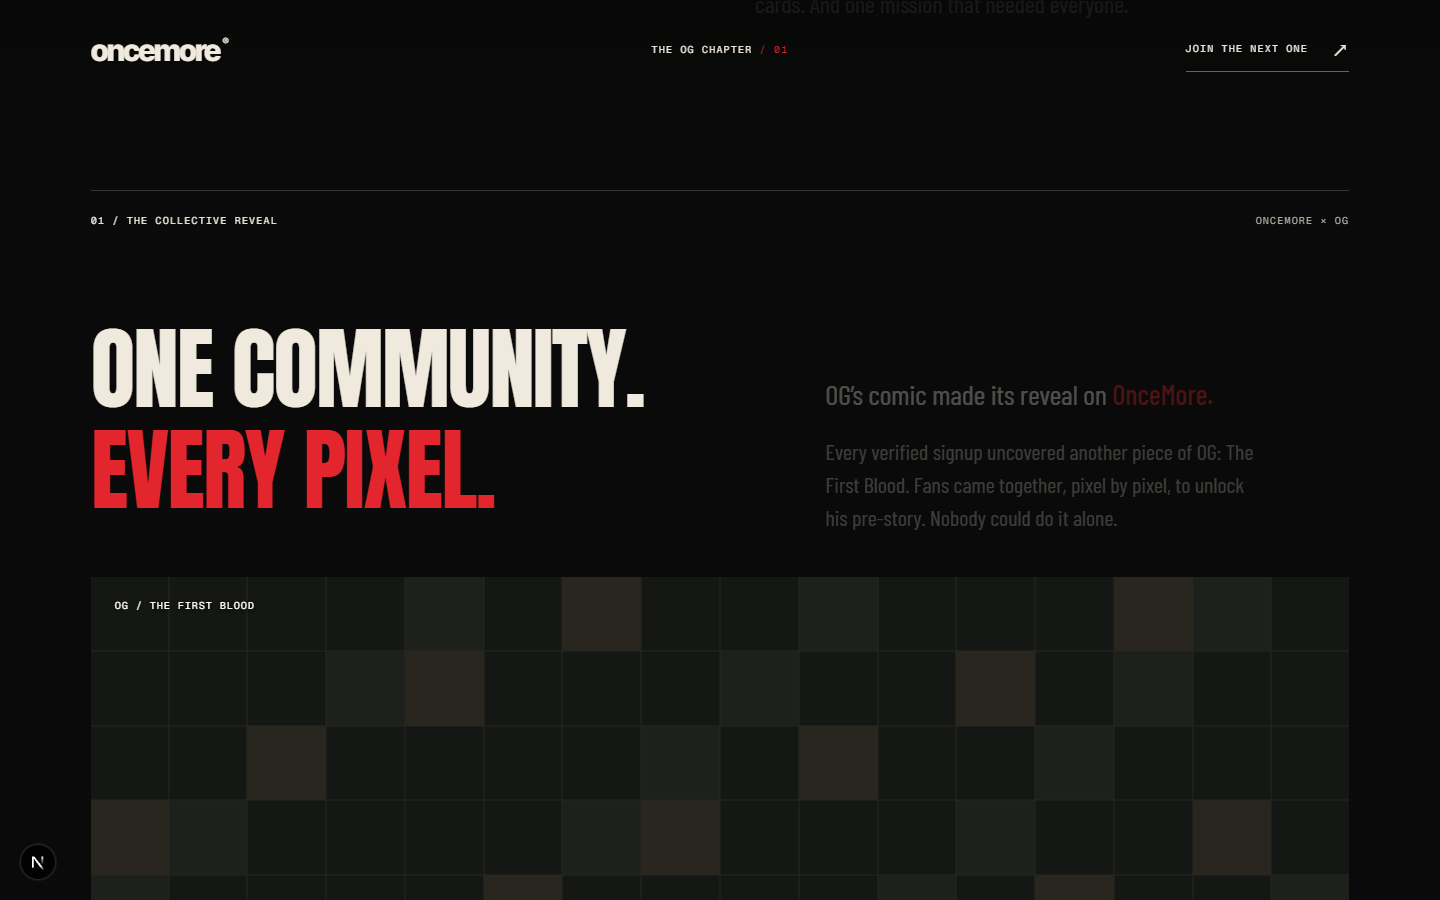 cards. And one mission that needed everyone.
oncemore®
THE OG CHAPTER / 01
JOIN THE NEXT ONE ↗
01 / THE COLLECTIVE REVEAL
ONCEMORE × OG
ONE COMMUNITY.
EVERY PIXEL.
OG’s comic made its reveal on OnceMore.
Every verified signup uncovered another piece of OG: The
First Blood. Fans came together, pixel by pixel, to unlock
his pre-story. Nobody could do it alone.
OG / THE FIRST BLOOD
N